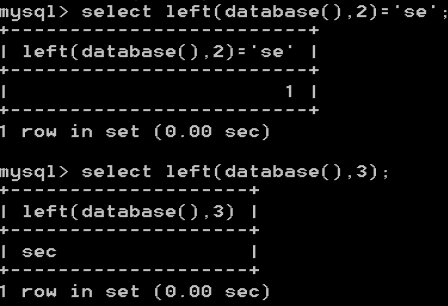 mysql> select left(database(),2)='se';
+--------------------------+
| left(database(),2)='se' |
+--------------------------+
|                       1 |
+--------------------------+
1 row in set (0.00 sec)

mysql> select left(database(),3);
+---------------------+
| left(database(),3) |
+---------------------+
| sec                |
+---------------------+
1 row in set (0.00 sec)